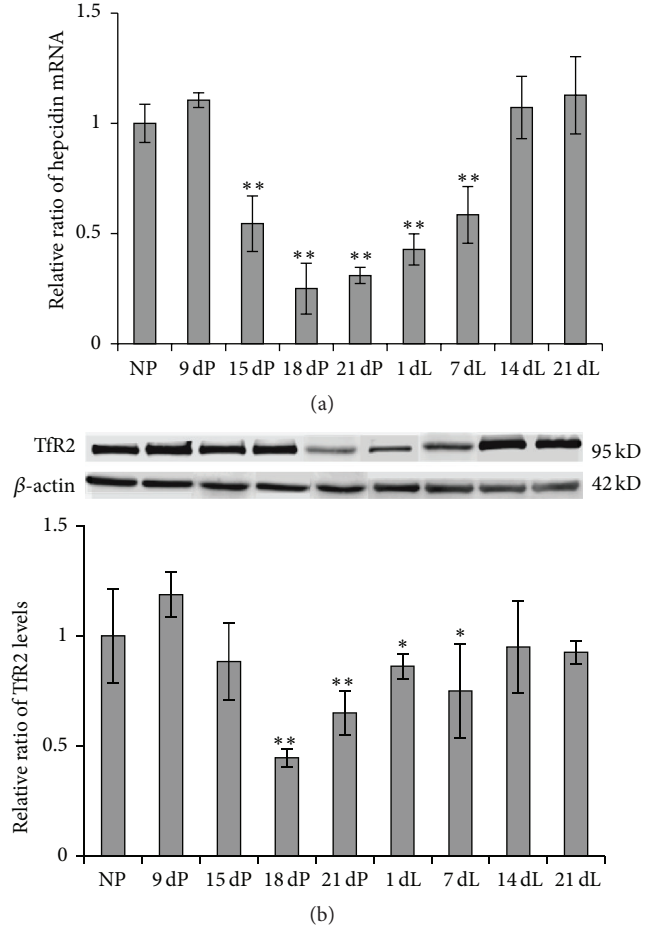 Relative ratio of hepcidin mRNA
1.5
1
0.5
0
** ** ** ** **
NP 9 dP 15 dP 18 dP 21 dP 1 dL 7 dL 14 dL 21 dL
(a)
TfR2 95 kD
β-actin 42 kD
Relative ratio of TfR2 levels
1.5
1
0.5
0
** ** * *
NP 9 dP 15 dP 18 dP 21 dP 1 dL 7 dL 14 dL 21 dL
(b)